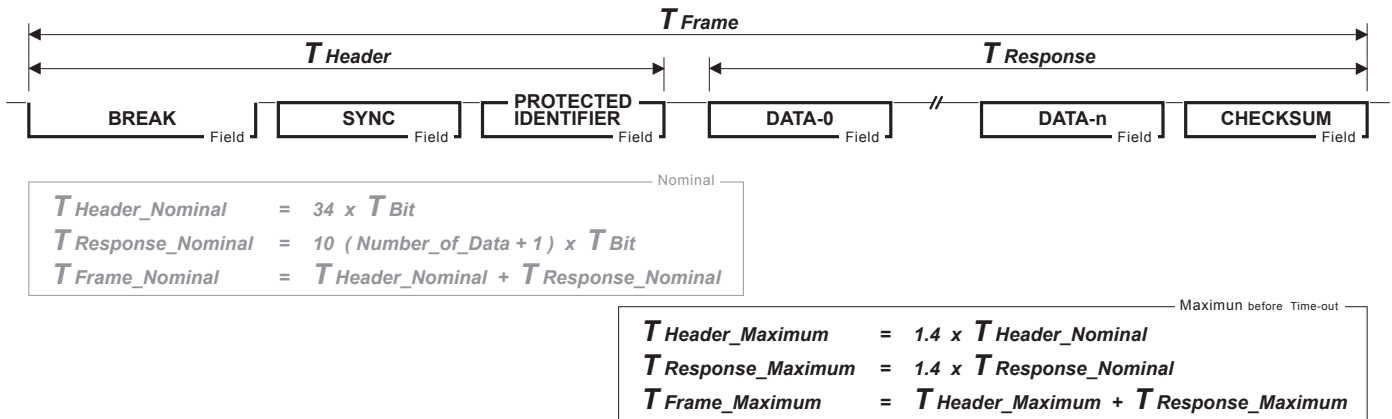 T Frame
T Header
T Response
BREAK Field
SYNC Field
PROTECTED IDENTIFIER Field
DATA-0 Field
DATA-n Field
CHECKSUM Field
Nominal
T Header_Nominal = 34 x T Bit
T Response_Nominal = 10 ( Number_of_Data + 1 ) x T Bit
T Frame_Nominal = T Header_Nominal + T Response_Nominal
Maximun before Time-out
T Header_Maximum = 1.4 x T Header_Nominal
T Response_Maximum = 1.4 x T Response_Nominal
T Frame_Maximum = T Header_Maximum + T Response_Maximum